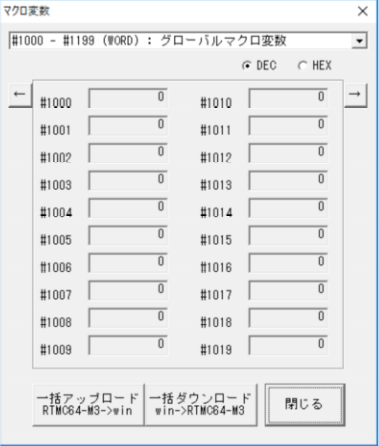 マクロ変数
#1000 - #1199 (WORD) : グローバルマクロ変数
DEC HEX
← →
#1000 0 #1010 0
#1001 0 #1011 0
#1002 0 #1012 0
#1003 0 #1013 0
#1004 0 #1014 0
#1005 0 #1015 0
#1006 0 #1016 0
#1007 0 #1017 0
#1008 0 #1018 0
#1009 0 #1019 0
一括アップロード 一括ダウンロード
RTMC64-M3->win win->RTMC64-M3 閉じる